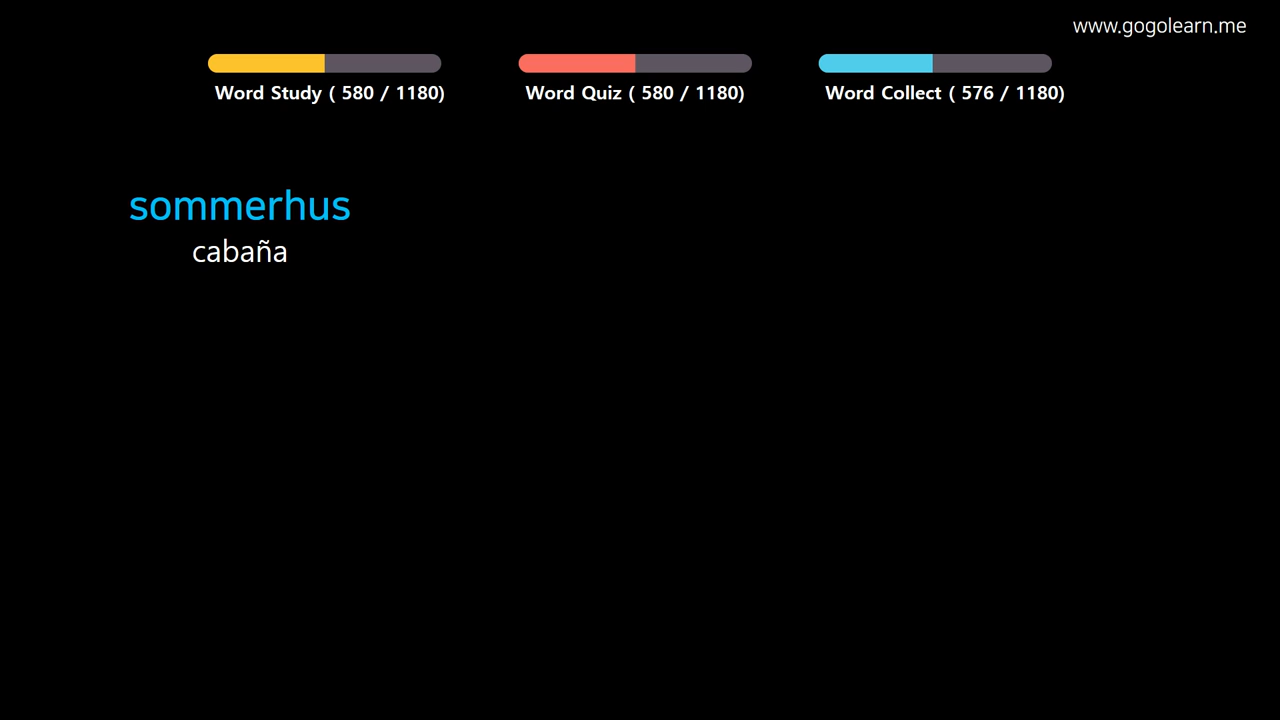 www.gogolearn.me
Word Study ( 580 / 1180)
Word Quiz ( 580 / 1180)
Word Collect ( 576 / 1180)
sommerhus
cabaña